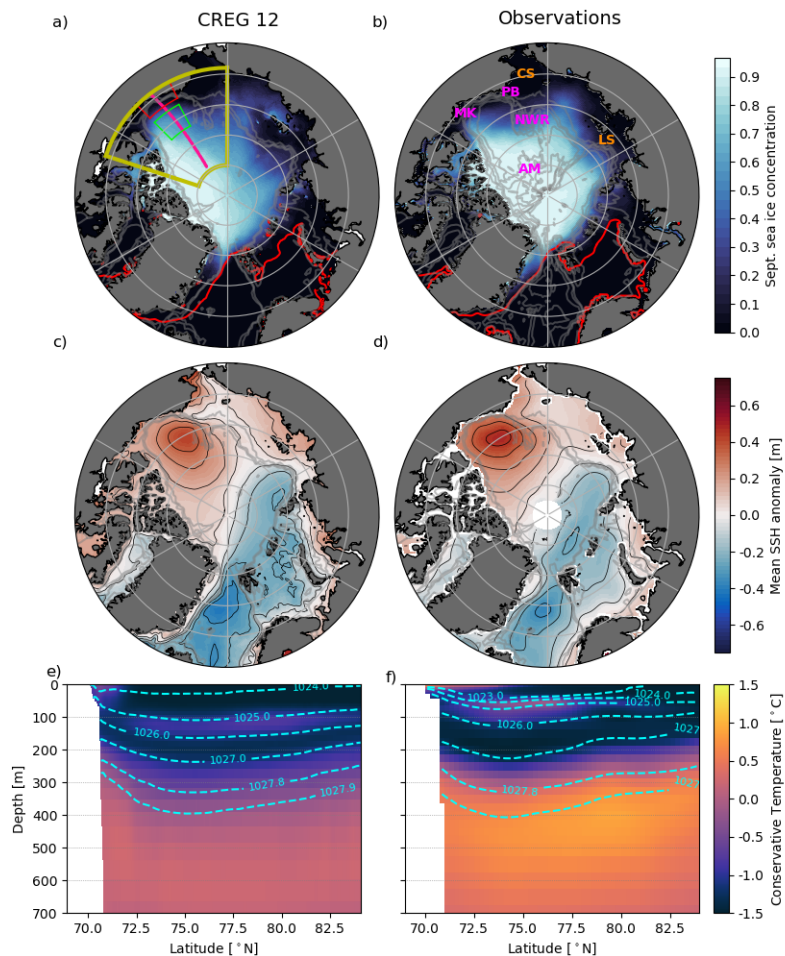 a) CREG 12
b) Observations
CS
PB
MK
NWR
LS
AM
0.9
0.8
0.7
0.6
0.5
0.4
0.3
0.2
0.1
0.0
Sept. sea ice concentration
c)
d)
0.6
0.4
0.2
0.0
-0.2
-0.4
-0.6
Mean SSH anomaly [m]
e)
f)
0
100
200
300
400
500
600
700
Depth [m]
1024.0
1025.0
1026.0
1027.0
1027.8
1027.9
70.0 72.5 75.0 77.5 80.0 82.5
Latitude [°N]
1023.0
1024.0
1025.0
1026.0
1027.8
70.0 72.5 75.0 77.5 80.0 82.5
Latitude [°N]
1.5
1.0
0.5
0.0
-0.5
-1.0
-1.5
Conservative Temperature [°C]